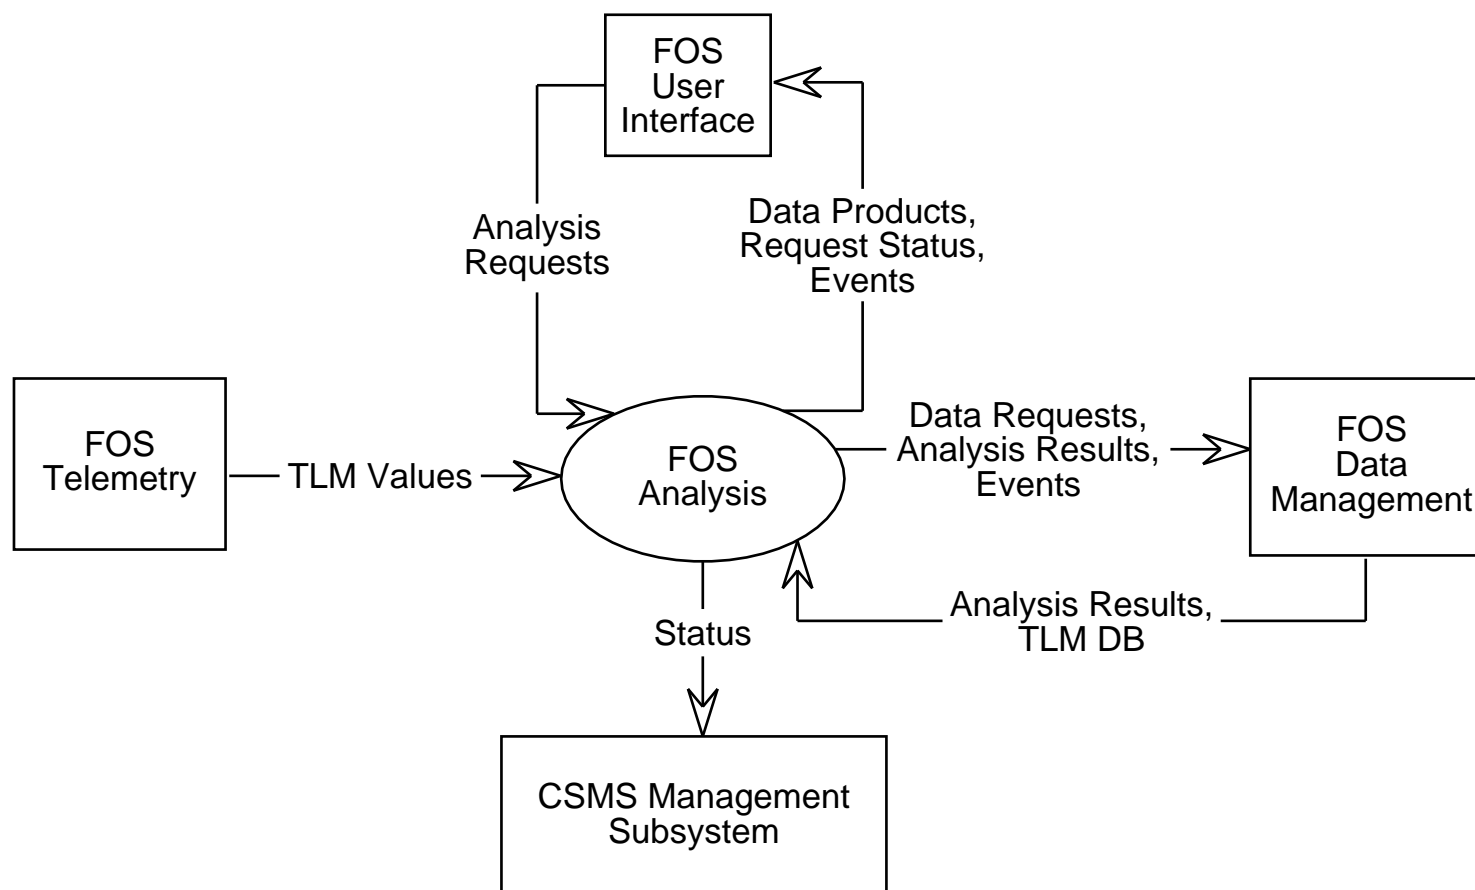 FOS
User
Interface
Analysis
Requests
Data Products,
Request Status,
Events
FOS
Telemetry
TLM Values
FOS
Analysis
Data Requests,
Analysis Results,
Events
FOS
Data
Management
Analysis Results,
TLM DB
Status
CSMS Management
Subsystem